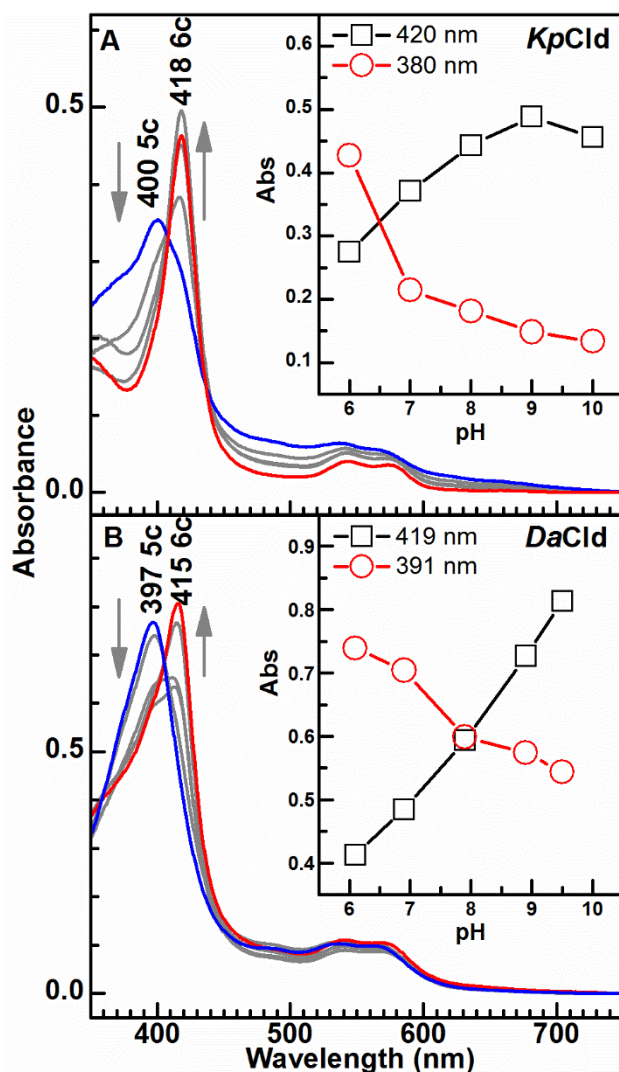 A
400 5c
418 6c
KpCld
420 nm
380 nm
Abs
0.6
0.5
0.4
0.3
0.2
0.1
6 7 8 9 10
pH
0.5
0.0
Absorbance
B
397 5c
415 6c
DaCld
419 nm
391 nm
Abs
0.9
0.8
0.7
0.6
0.5
0.4
6 7 8 9 10
pH
0.5
0.0
400 500 600 700
Wavelength (nm)